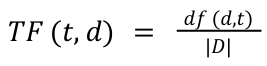 TF (t, d) = df (d,t) / |D|